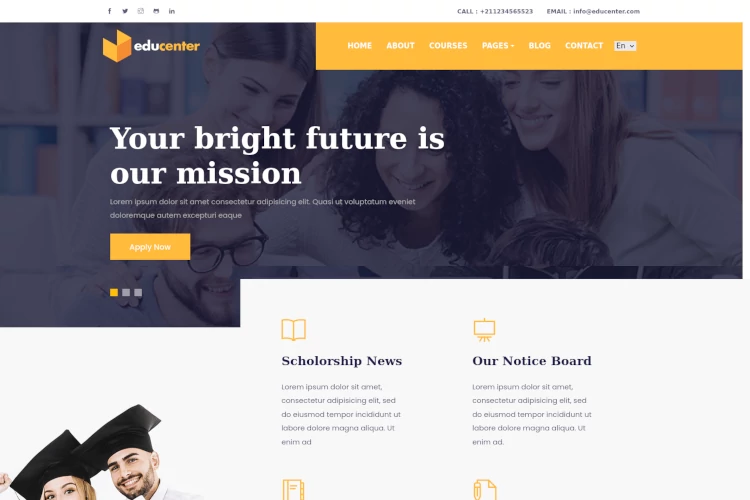 CALL : +211234565523 EMAIL : info@educenter.com
educenter
HOME ABOUT COURSES PAGES BLOG CONTACT En
Your bright future is
our mission
Lorem ipsum dolor sit amet consectetur adipisicing elit. Quasi ut voluptatum eveniet
doloremque autem excepturi eaque
Apply Now
Scholorship News
Lorem ipsum dolor sit amet,
consectetur adipisicing elit, sed
do eiusmod tempor incididunt ut
labore dolore magna aliqua. Ut
enim ad
Our Notice Board
Lorem ipsum dolor sit amet,
consectetur adipisicing elit, sed
do eiusmod tempor incididunt ut
labore dolore magna aliqua. Ut
enim ad.